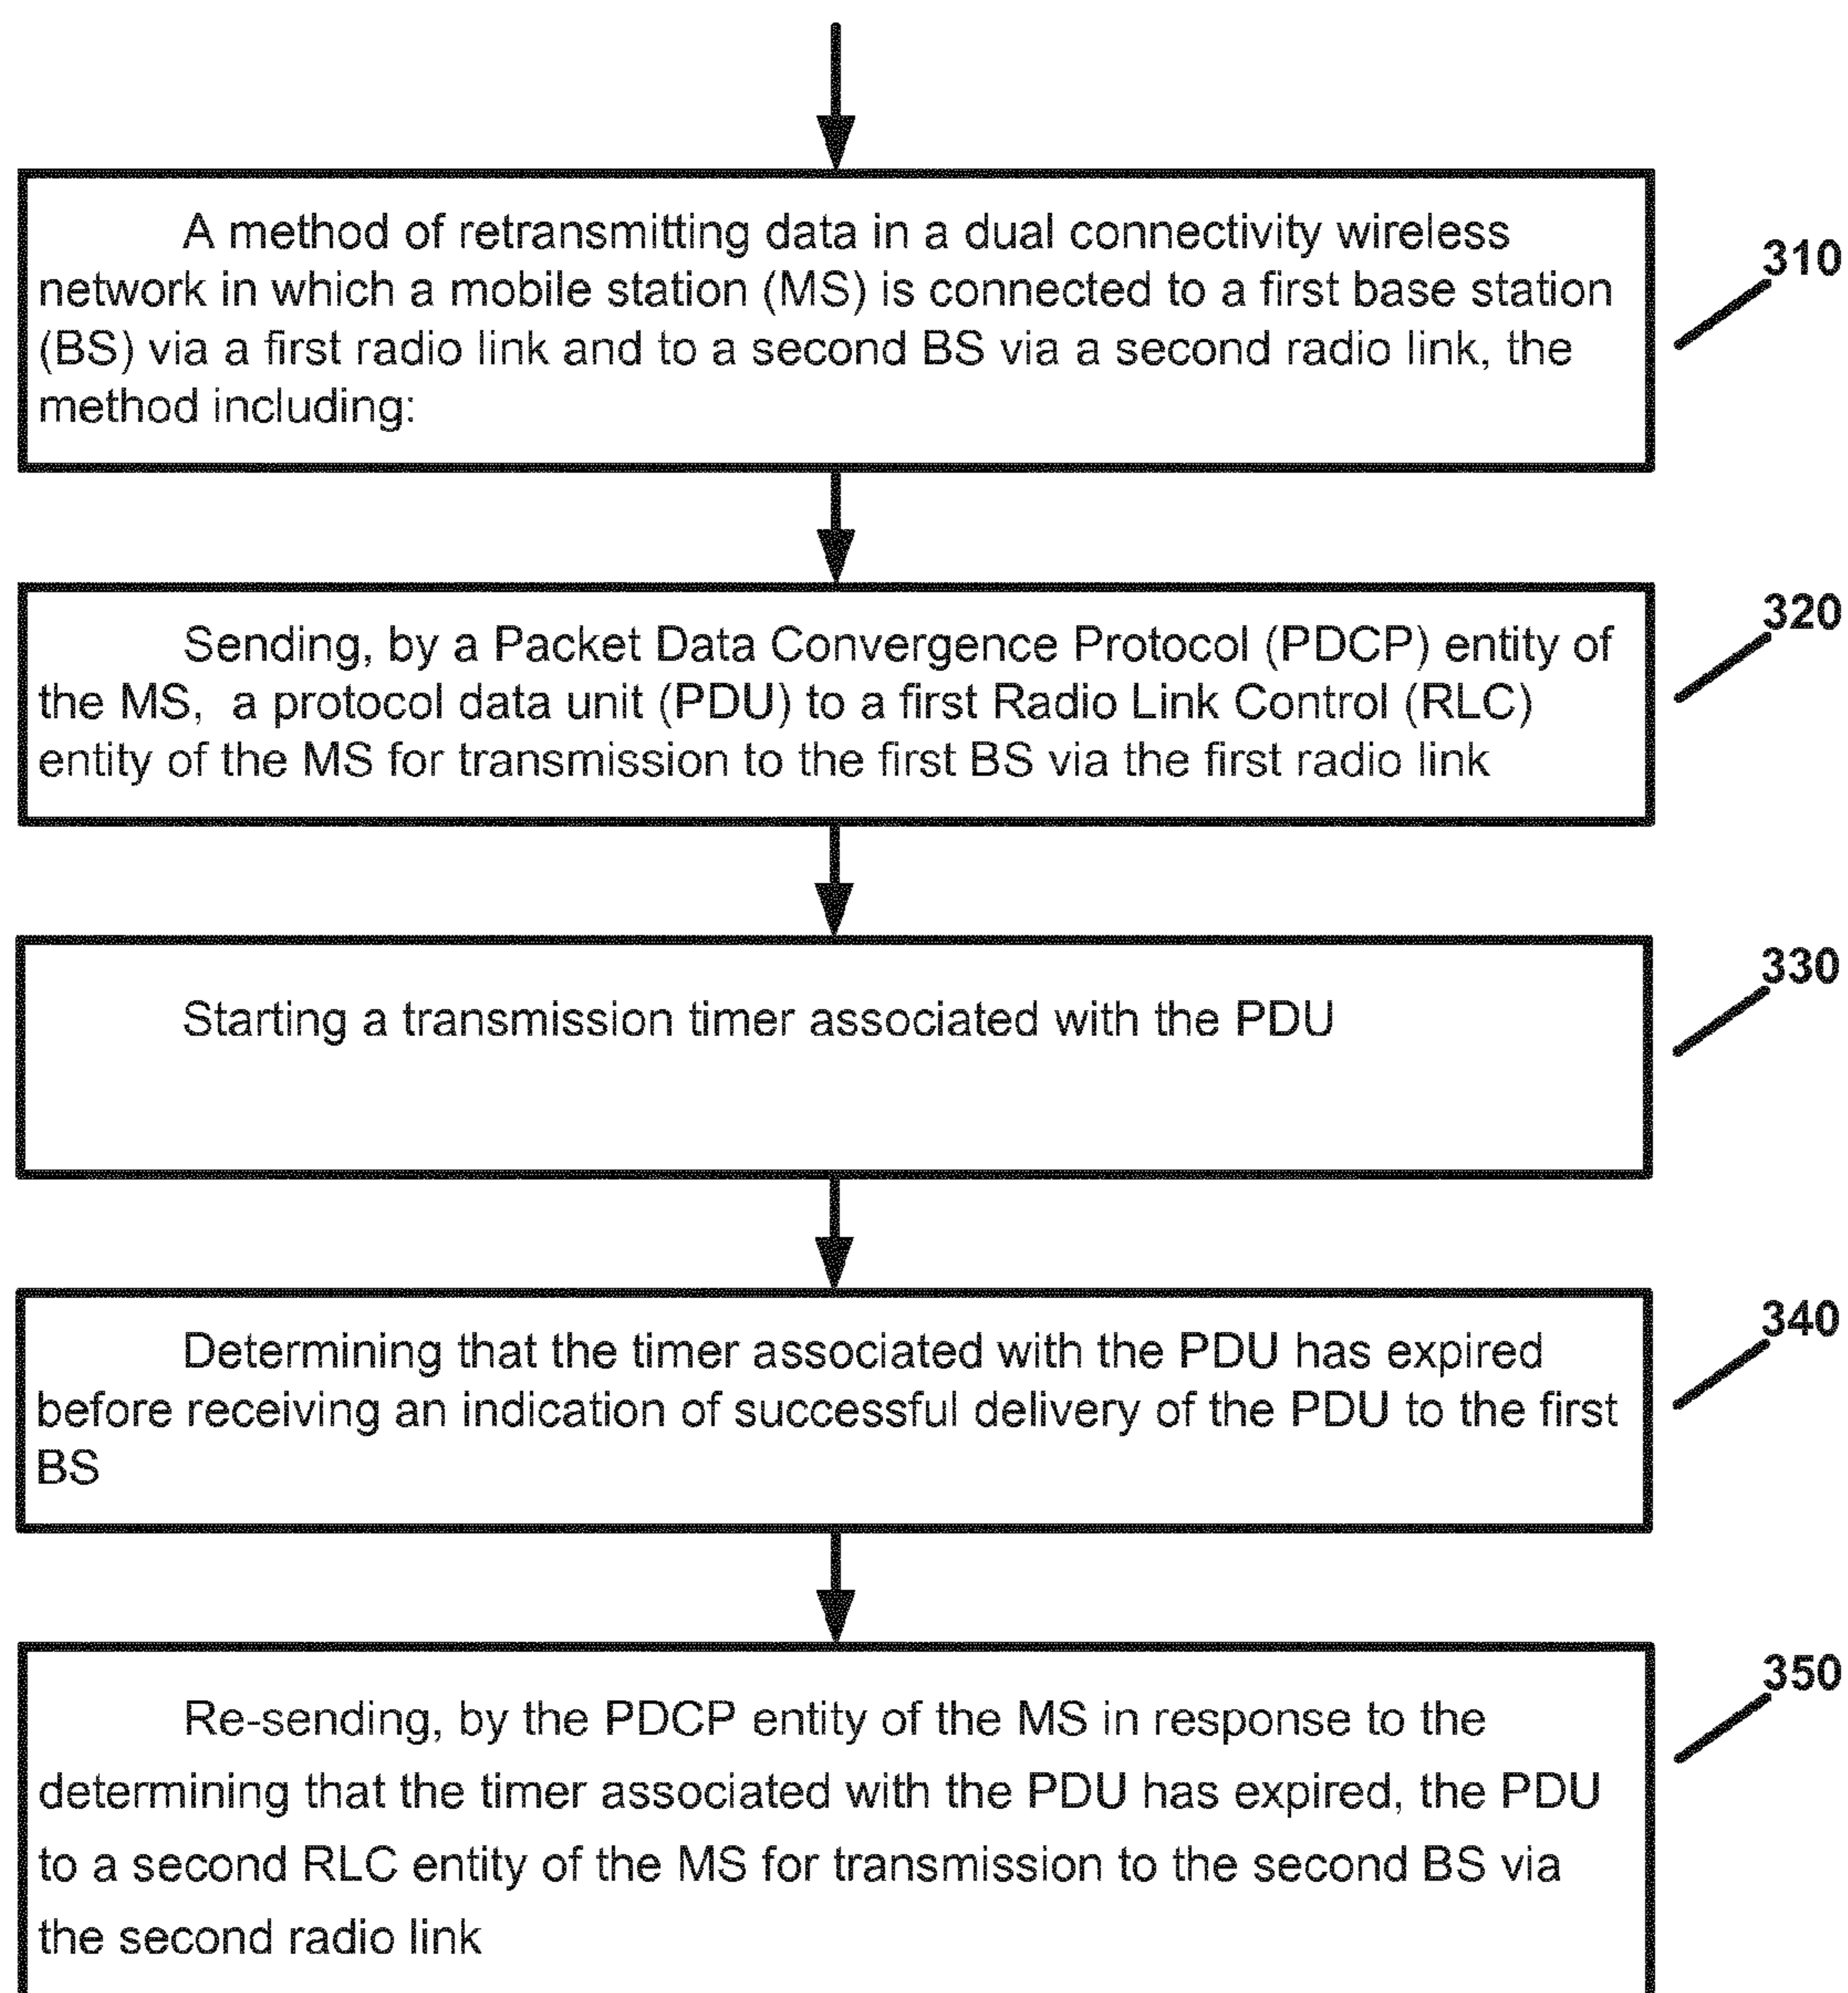 A method of retransmitting data in a dual connectivity wireless
network in which a mobile station (MS) is connected to a first base station
(BS) via a first radio link and to a second BS via a second radio link, the
method including:
310
Sending, by a Packet Data Convergence Protocol (PDCP) entity of
the MS, a protocol data unit (PDU) to a first Radio Link Control (RLC)
entity of the MS for transmission to the first BS via the first radio link
320
Starting a transmission timer associated with the PDU
330
Determining that the timer associated with the PDU has expired
before receiving an indication of successful delivery of the PDU to the first
BS
340
Re-sending, by the PDCP entity of the MS in response to the
determining that the timer associated with the PDU has expired, the PDU
to a second RLC entity of the MS for transmission to the second BS via
the second radio link
350